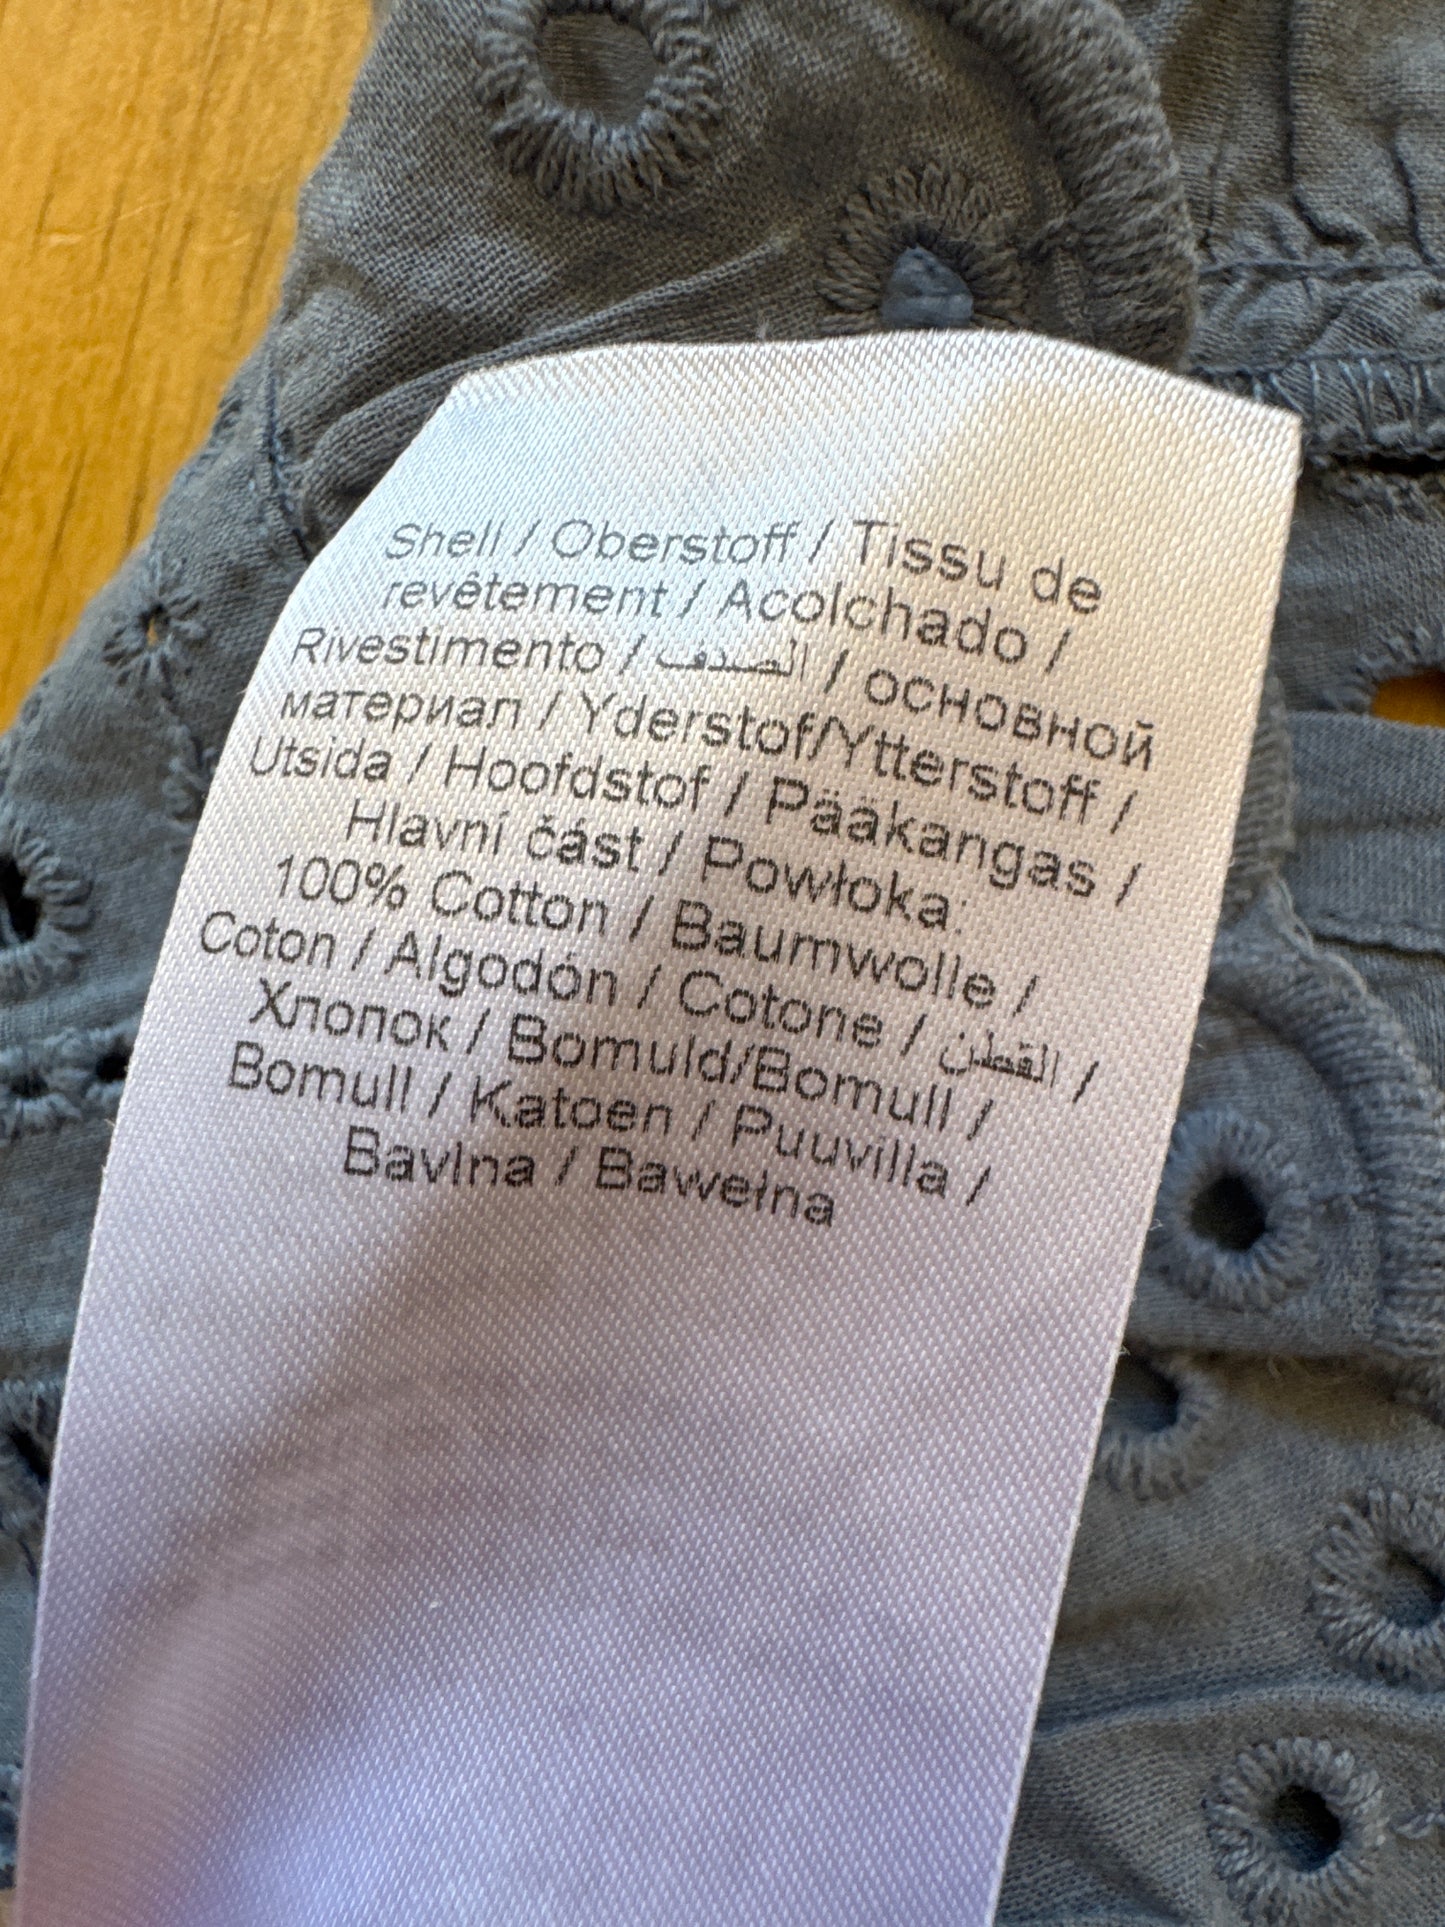 Shell / Oberstoff / Tissu de
revêtement / Acolchado /
Rivestimento / الصدف / основной
материал / Yderstof/Ytterstoff /
Utsida / Hoofdstof / Pääkangas /
Hlavní část / Powłoka:
100% Cotton / Baumwolle /
Coton / Algodón / Cotone / القطن /
Хлопок / Bomuld/Bomull /
Bomull / Katoen / Puuvilla /
Bavlna / Bawełna